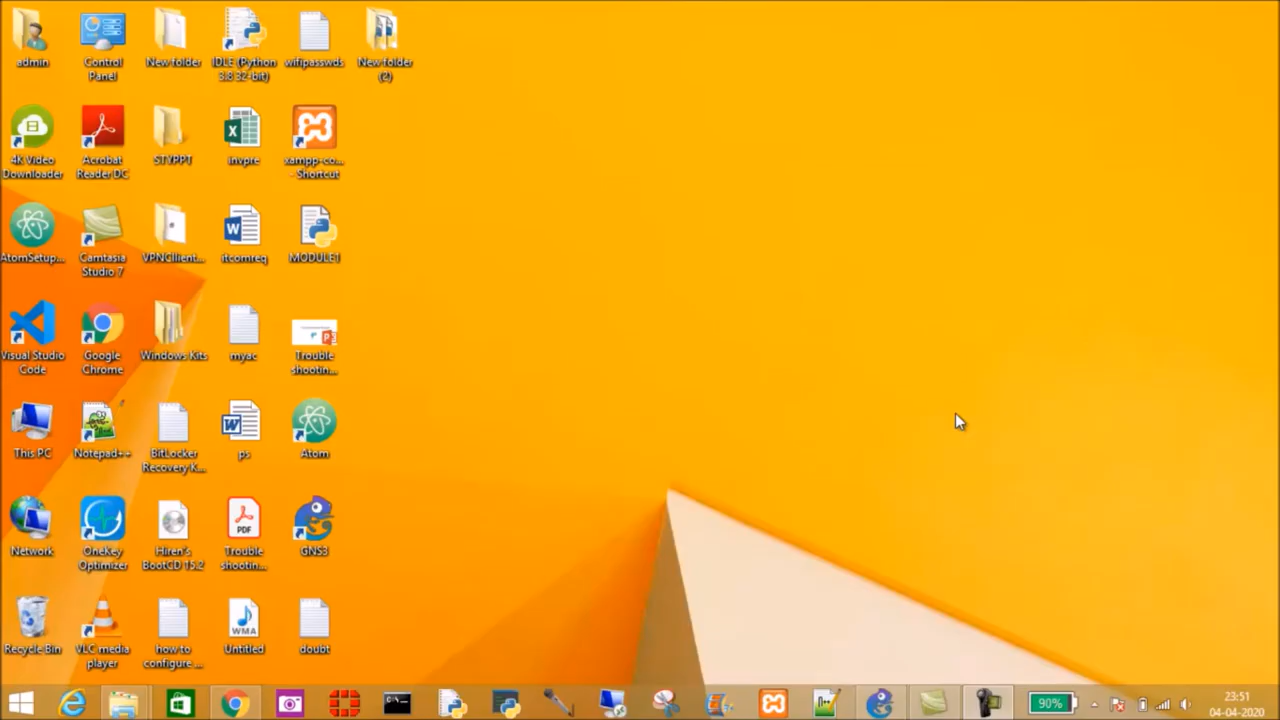 admin
Control
Panel
New folder
IDLE (Python
3.8 32-bit)
wifipasswds
New folder
(2)
4K Video
Downloader
Acrobat
Reader DC
STYPPT
invpre
xampp-co...
- Shortcut
AtomSetup...
Camtasia
Studio 7
VPNClient...
itcomreq
MODULE1
Visual Studio
Code
Google
Chrome
Windows Kits
myac
Trouble
shootin...
This PC
Notepad++
BitLocker
Recovery K...
ps
Atom
Network
OneKey
Optimizer
Hiren's
BootCD 15.2
PDF
Trouble
shootin...
GNS3
Recycle Bin
VLC media
player
how to
configure ...
WMA
Untitled
doubt
90%
23:51
04-04-2020